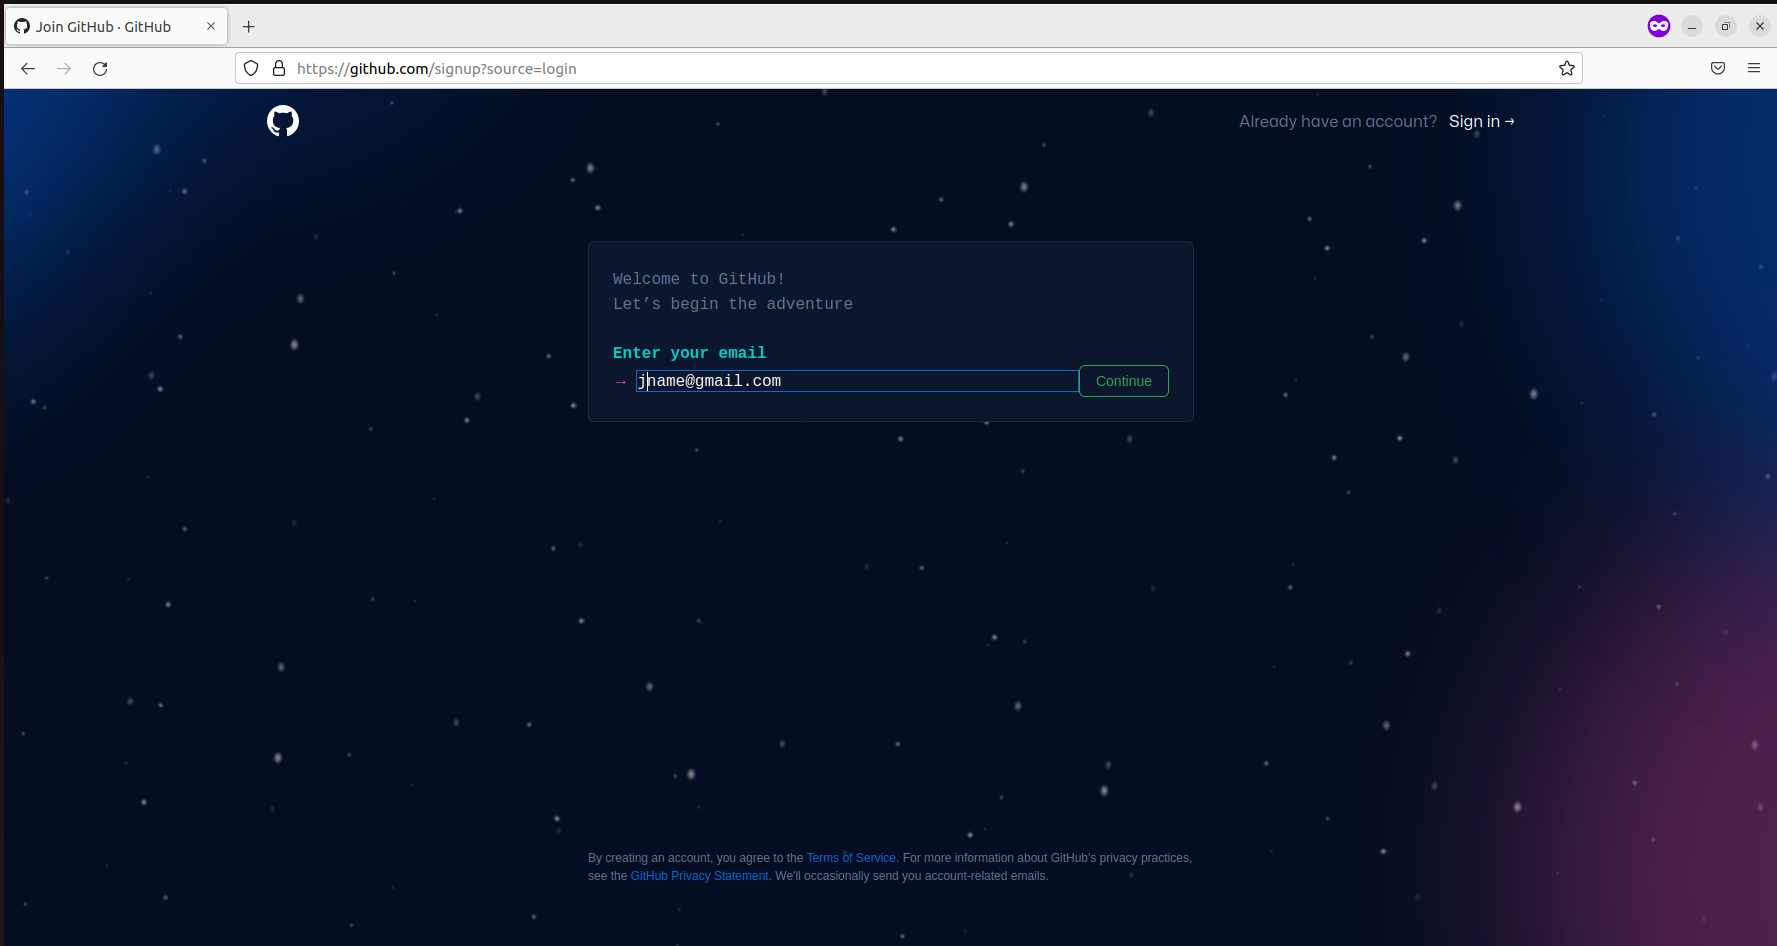 Join GitHub · GitHub
https://github.com/signup?source=login
Already have an account? Sign in →
Welcome to GitHub!
Let’s begin the adventure
Enter your email
→ jname@gmail.com Continue
By creating an account, you agree to the Terms of Service. For more information about GitHub's privacy practices,
see the GitHub Privacy Statement. We'll occasionally send you account-related emails.